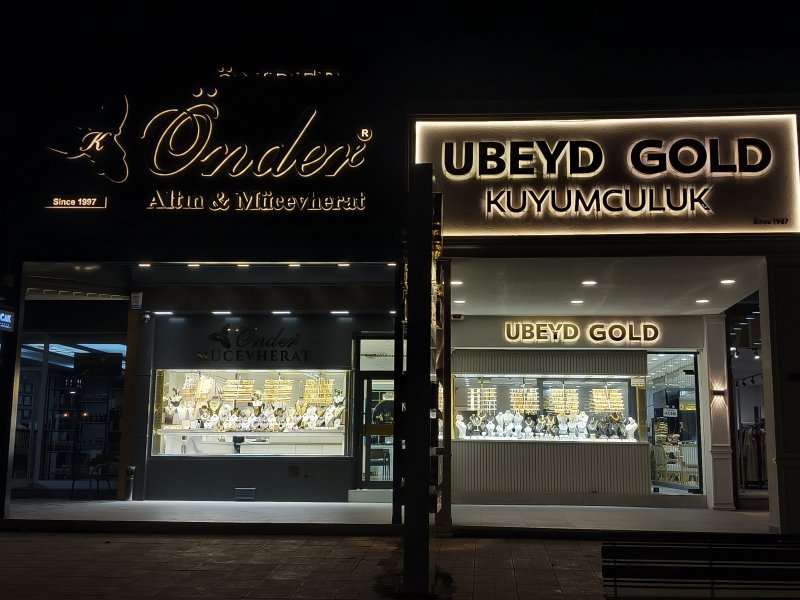 K
Önder®
Altın & Mücevherat
Since 1997
UBEYD GOLD
KUYUMCULUK
Since 1987
Önder
MÜCEVHERAT
UBEYD GOLD